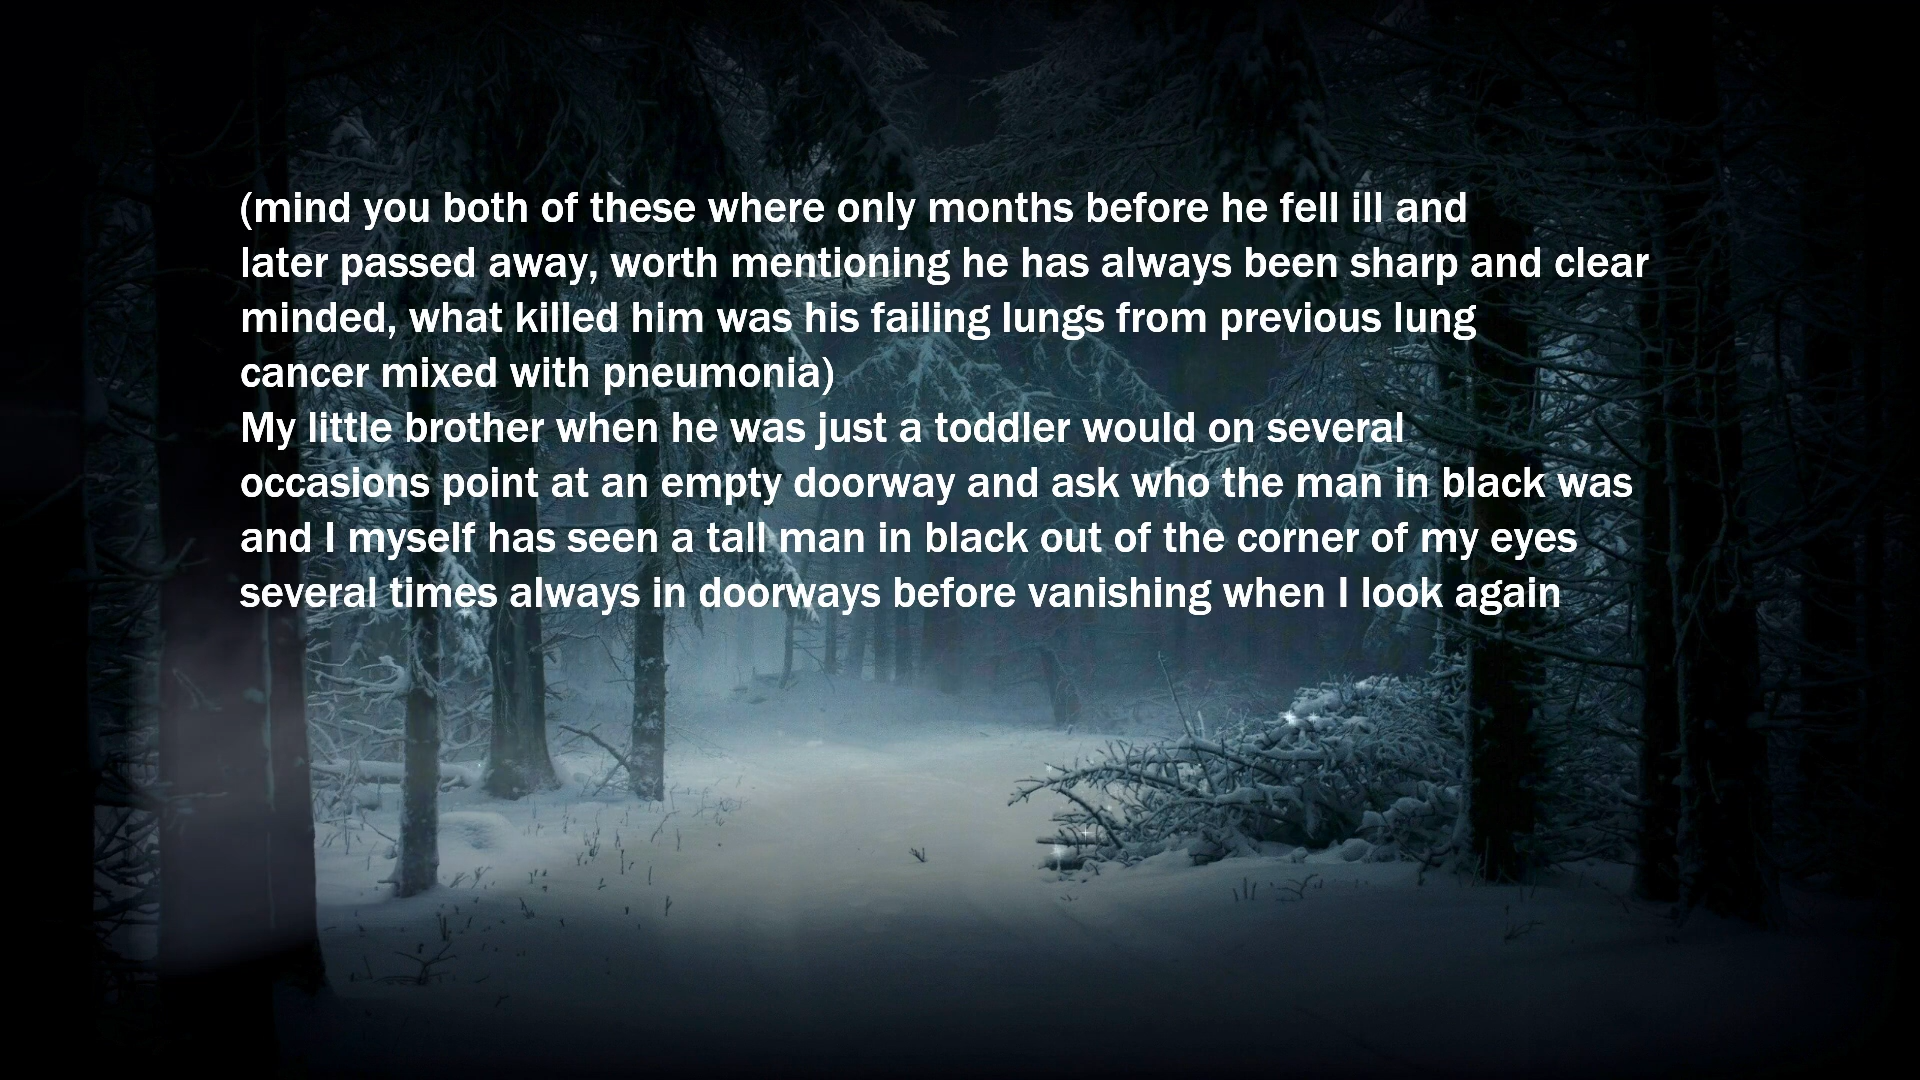 (mind you both of these where only months before he fell ill and
later passed away, worth mentioning he has always been sharp and clear
minded, what killed him was his failing lungs from previous lung
cancer mixed with pneumonia)
My little brother when he was just a toddler would on several
occasions point at an empty doorway and ask who the man in black was
and I myself has seen a tall man in black out of the corner of my eyes
several times always in doorways before vanishing when I look again